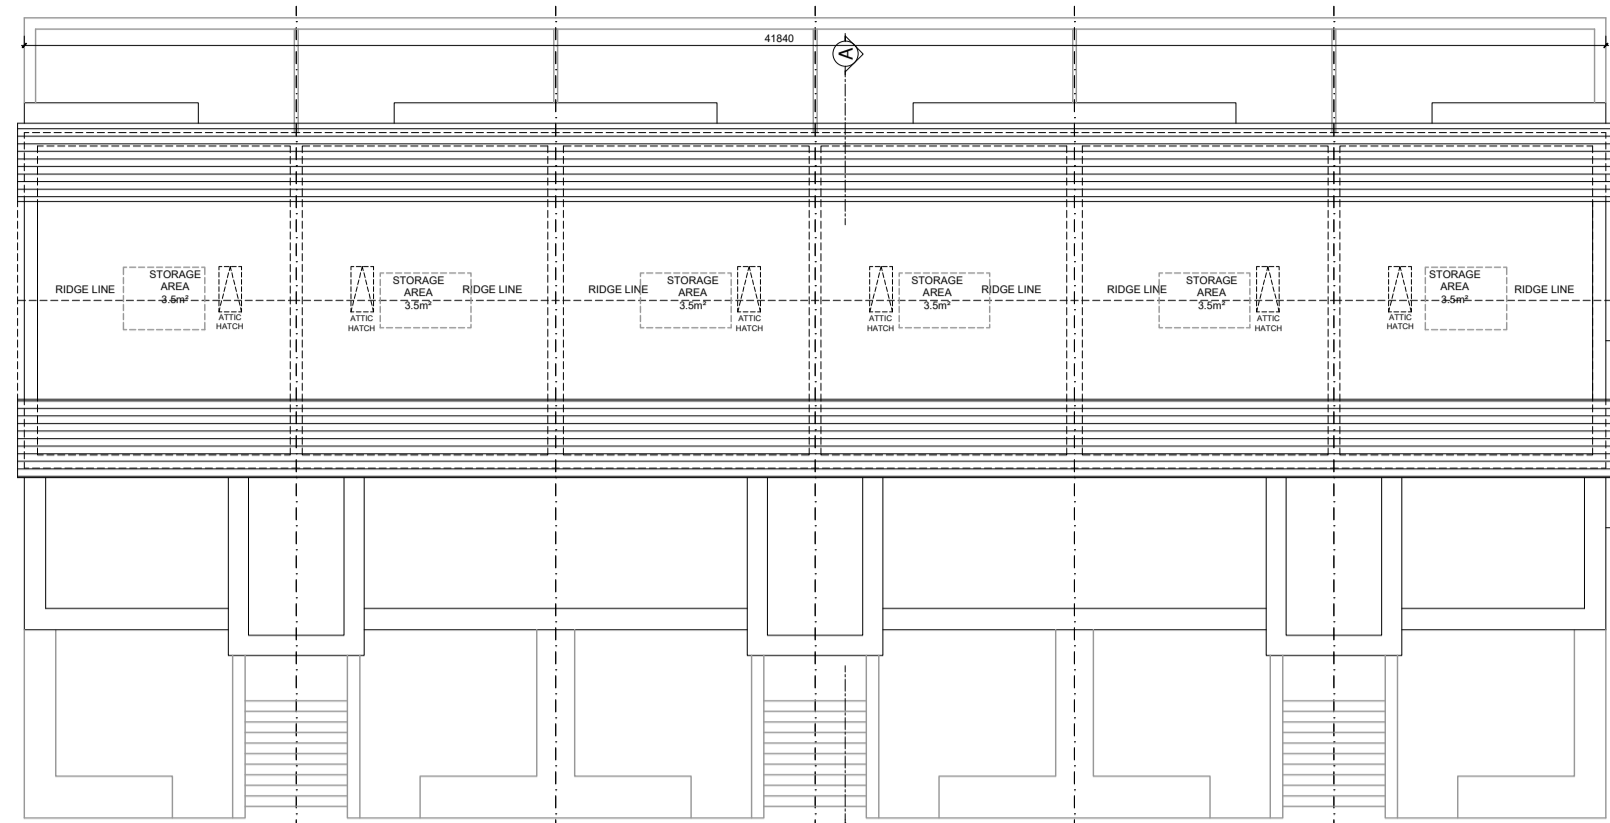 41840
A
RIDGE LINE
STORAGE
AREA
3.5m²
ATTIC
HATCH
ATTIC
HATCH
STORAGE
AREA
3.5m²
RIDGE LINE
RIDGE LINE
STORAGE
AREA
3.5m²
ATTIC
HATCH
ATTIC
HATCH
STORAGE
AREA
3.5m²
RIDGE LINE
RIDGE LINE
STORAGE
AREA
3.5m²
ATTIC
HATCH
ATTIC
HATCH
STORAGE
AREA
3.5m²
RIDGE LINE